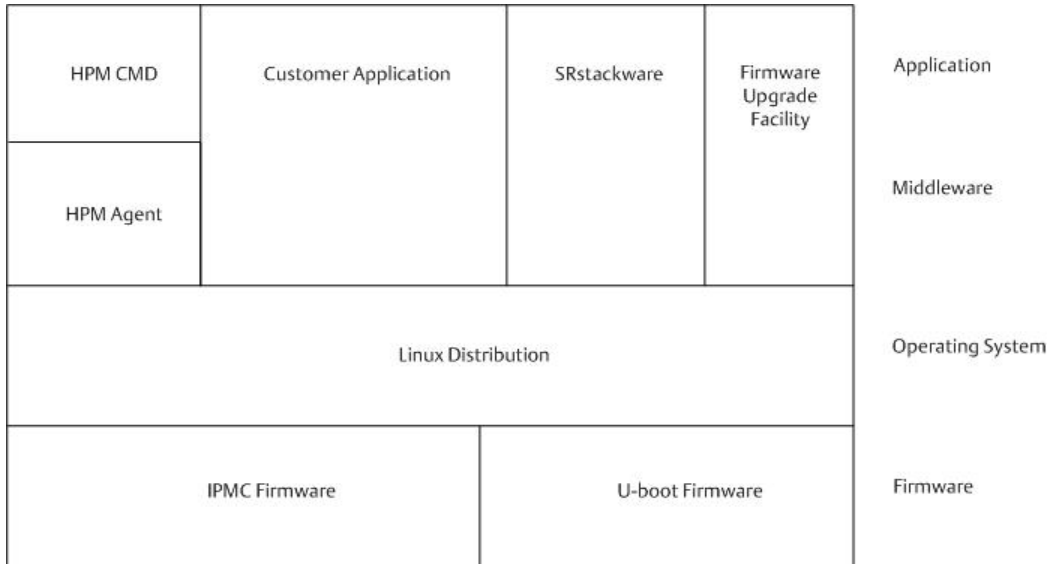 HPM CMD
Customer Application
SRstackware
Firmware
Upgrade
Facility
Application
HPM Agent
Middleware
Linux Distribution
Operating System
IPMC Firmware
U-boot Firmware
Firmware